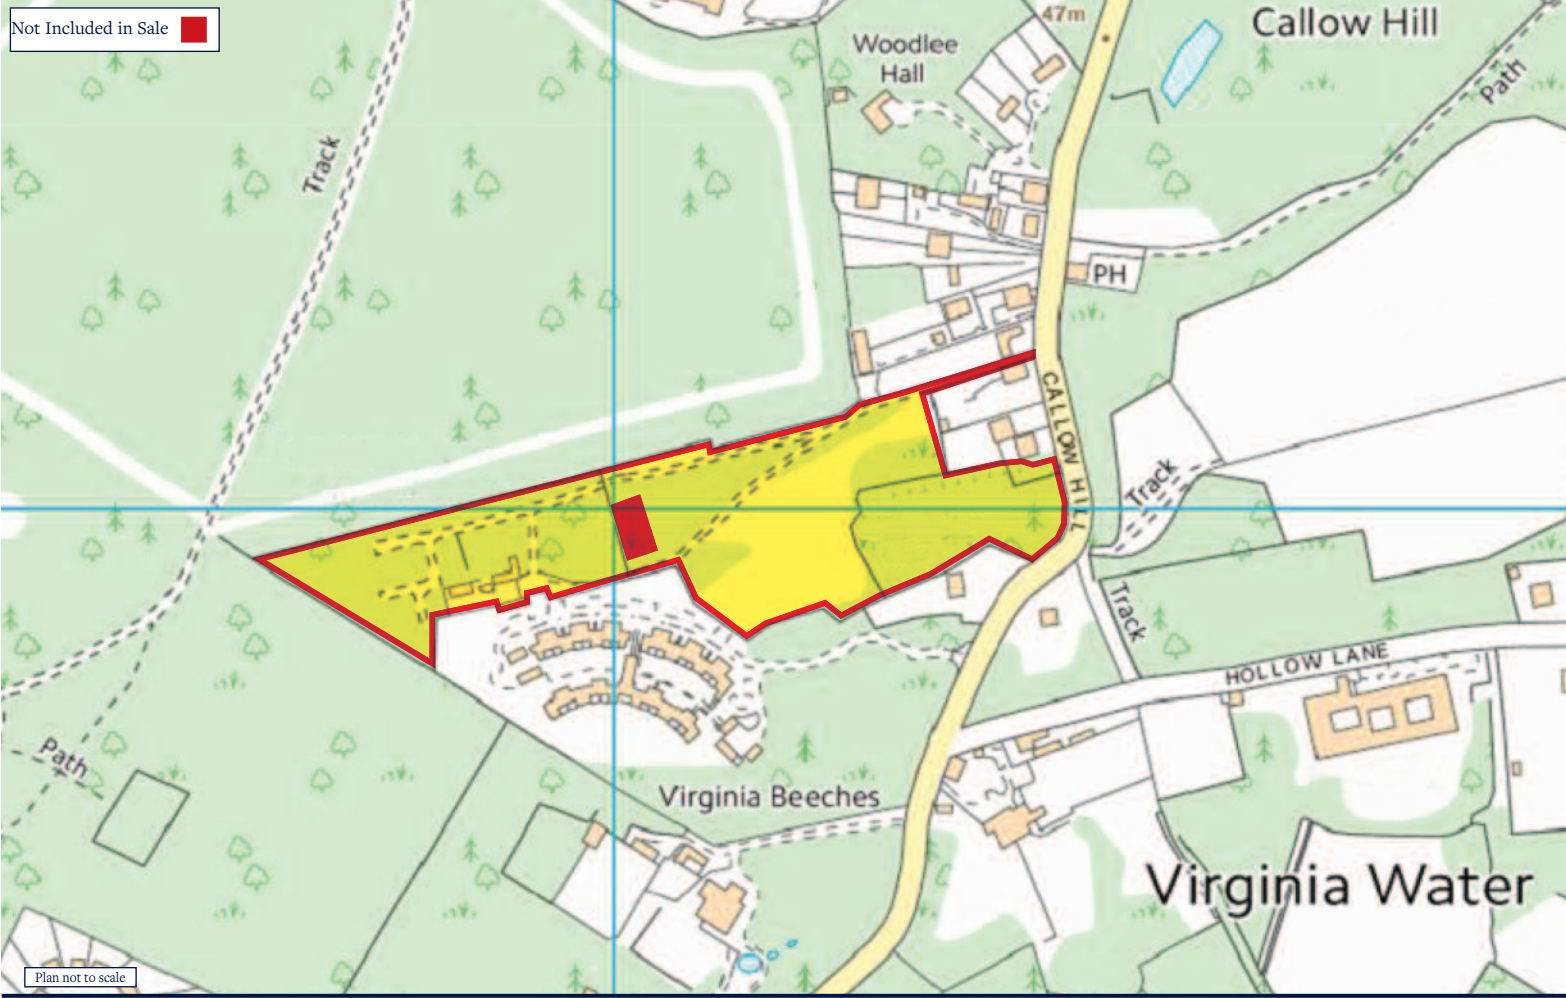 Not Included in Sale
47m
Callow Hill
Woodlee
Hall
Path
Track
PH
CALLOW HILL
Track
Track
HOLLOW LANE
Path
Virginia Beeches
Virginia Water
Plan not to scale